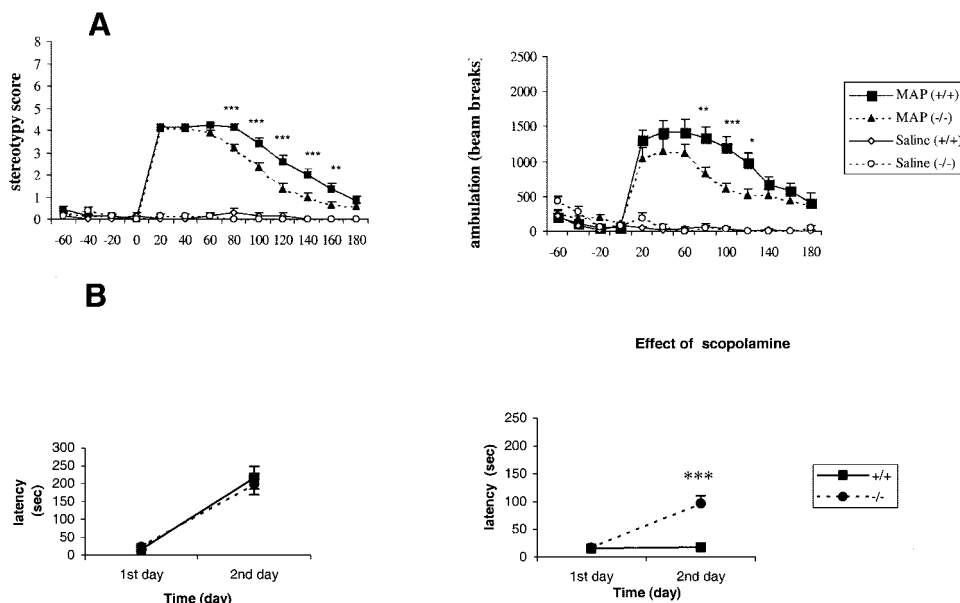 A
stereotypy score
8
7
6
5
4
3
2
1
0
***
***
***
***
**
-60 -40 -20 0 20 40 60 80 100 120 140 160 180
ambulation (beam breaks)
2500
2000
1500
1000
500
0
**
***
*
-60 -20 20 60 100 140 180
MAP (+/+)
MAP (-/-)
Saline (+/+)
Saline (-/-)
B
latency (sec)
300
250
200
150
100
50
0
1st day 2nd day
Time (day)
Effect of scopolamine
latency (sec)
250
200
150
100
50
0
***
1st day 2nd day
Time (day)
+/+
-/-